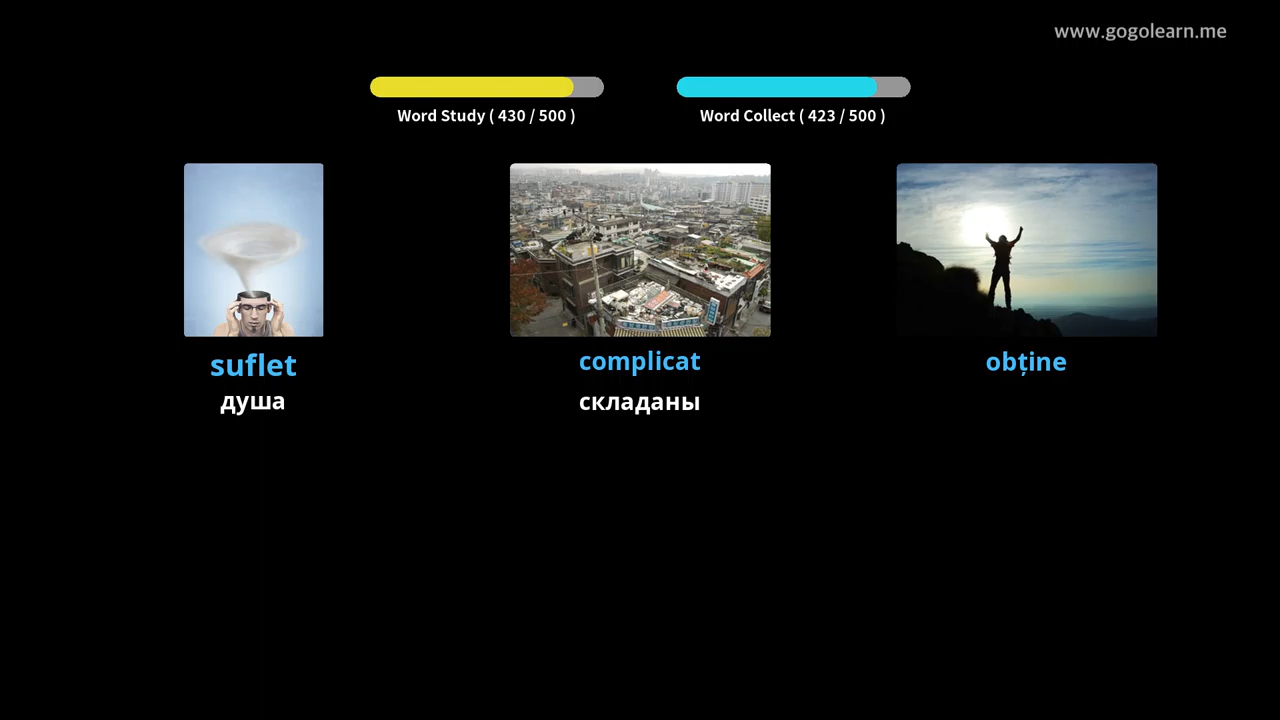 www.gogolearn.me
Word Study ( 430 / 500 )
Word Collect ( 423 / 500 )
suflet
complicat
obține
душа
складаны